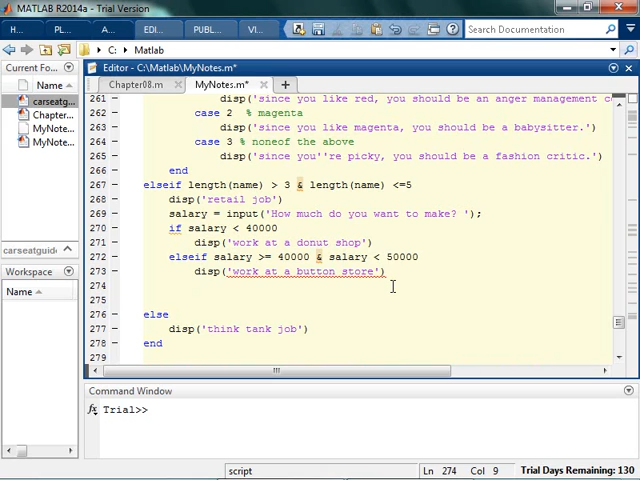 MATLAB R2014a - Trial Version
H... PL... A... ED... PUB... VI... Search Documentation
C: Matlab
Current Fo...
Editor - C:\Matlab\MyNotes.m*
Name
Chapter08.m MyNotes.m*
carseatg...
Chapter...
MyNote...
MyNote...
carseatguide
Workspace
Name
261 disp('since you like red, you should be an anger management co
262 case 2 % magenta
263 disp('since you like magenta, you should be a babysitter.')
264 case 3 % noneof the above
265 disp('since you''re picky, you should be a fashion critic.')
266 end
267 elseif length(name) > 3 & length(name) <=5
268 disp('retail job')
269 salary = input('How much do you want to make? ');
270 if salary < 40000
271 disp('work at a donut shop')
272 elseif salary >= 40000 & salary < 50000
273 disp('work at a button store')
274
275
276 else
277 disp('think tank job')
278 end
279
Command Window
fx Trial>>
script Ln 274 Col 9 Trial Days Remaining: 130